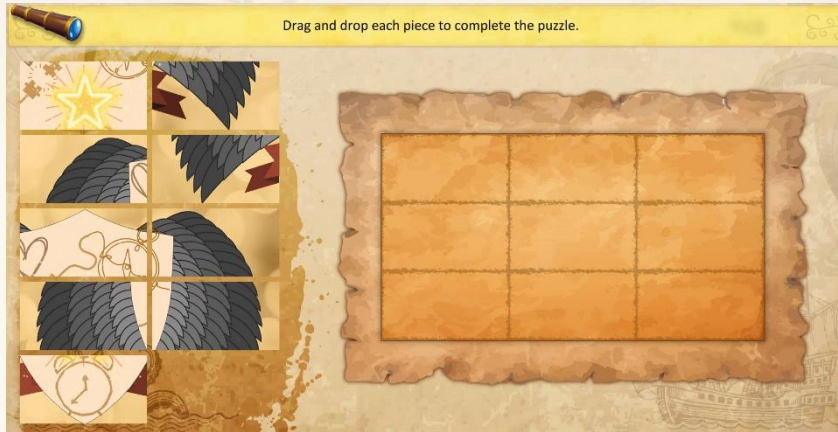 Drag and drop each piece to complete the puzzle.